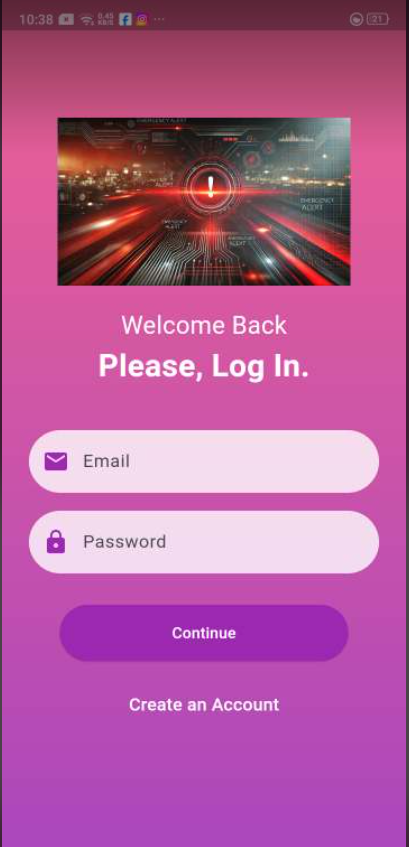 10:38
0.45
KB/S
21
EMERGENCY ALERT
ALERT
EMERGENCY
ALERT
EMERGENCY
ALERT
ALERT
Welcome Back
Please, Log In.
Email
Password
Continue
Create an Account